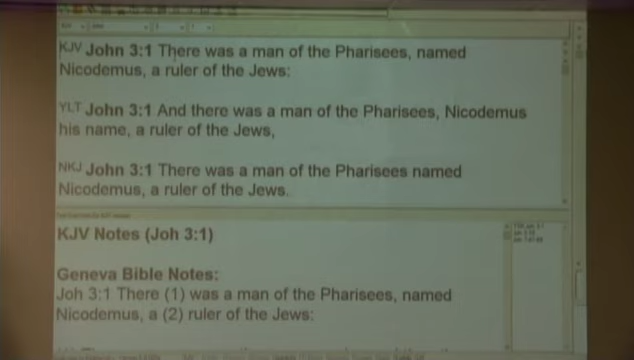 KJV John 3:1 There was a man of the Pharisees, named
Nicodemus, a ruler of the Jews:
YLT John 3:1 And there was a man of the Pharisees, Nicodemus
his name, a ruler of the Jews,
NKJ John 3:1 There was a man of the Pharisees named
Nicodemus, a ruler of the Jews.
KJV Notes (Joh 3:1)
Geneva Bible Notes:
Joh 3:1 There (1) was a man of the Pharisees, named
Nicodemus, a (2) ruler of the Jews: